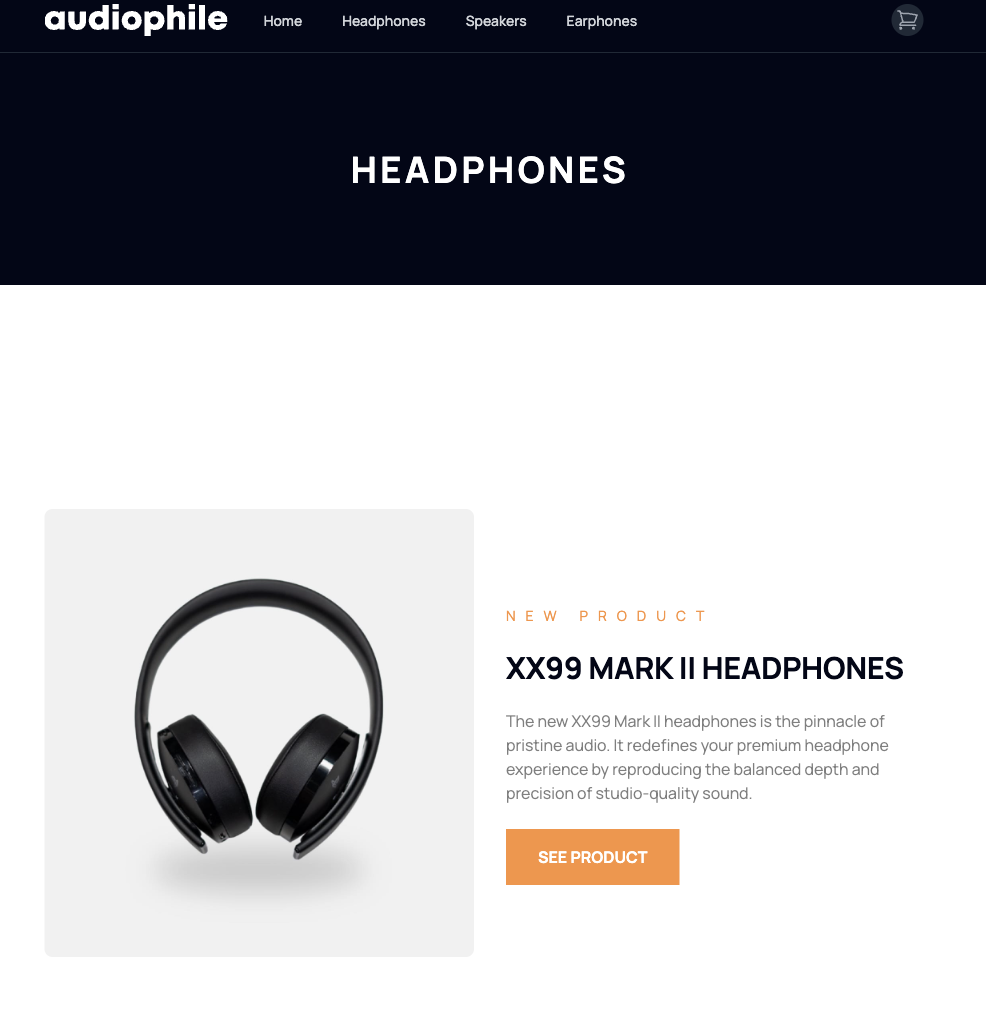 audiophile
Home Headphones Speakers Earphones
HEADPHONES
NEW PRODUCT
XX99 MARK II HEADPHONES
The new XX99 Mark II headphones is the pinnacle of
pristine audio. It redefines your premium headphone
experience by reproducing the balanced depth and
precision of studio-quality sound.
SEE PRODUCT